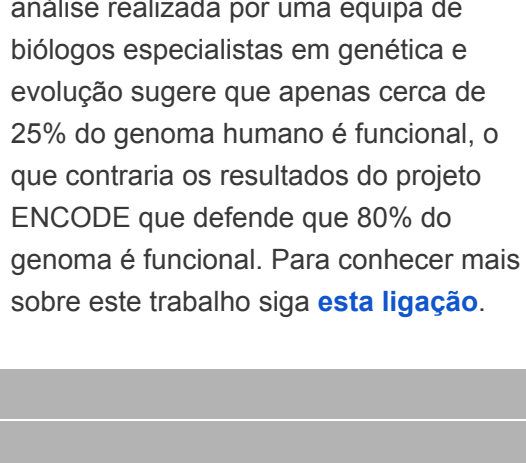 análise realizada por uma equipa de
biólogos especialistas em genética e
evolução sugere que apenas cerca de
25% do genoma humano é funcional, o
que contraria os resultados do projeto
ENCODE que defende que 80% do
genoma é funcional. Para conhecer mais
sobre este trabalho siga esta ligação.